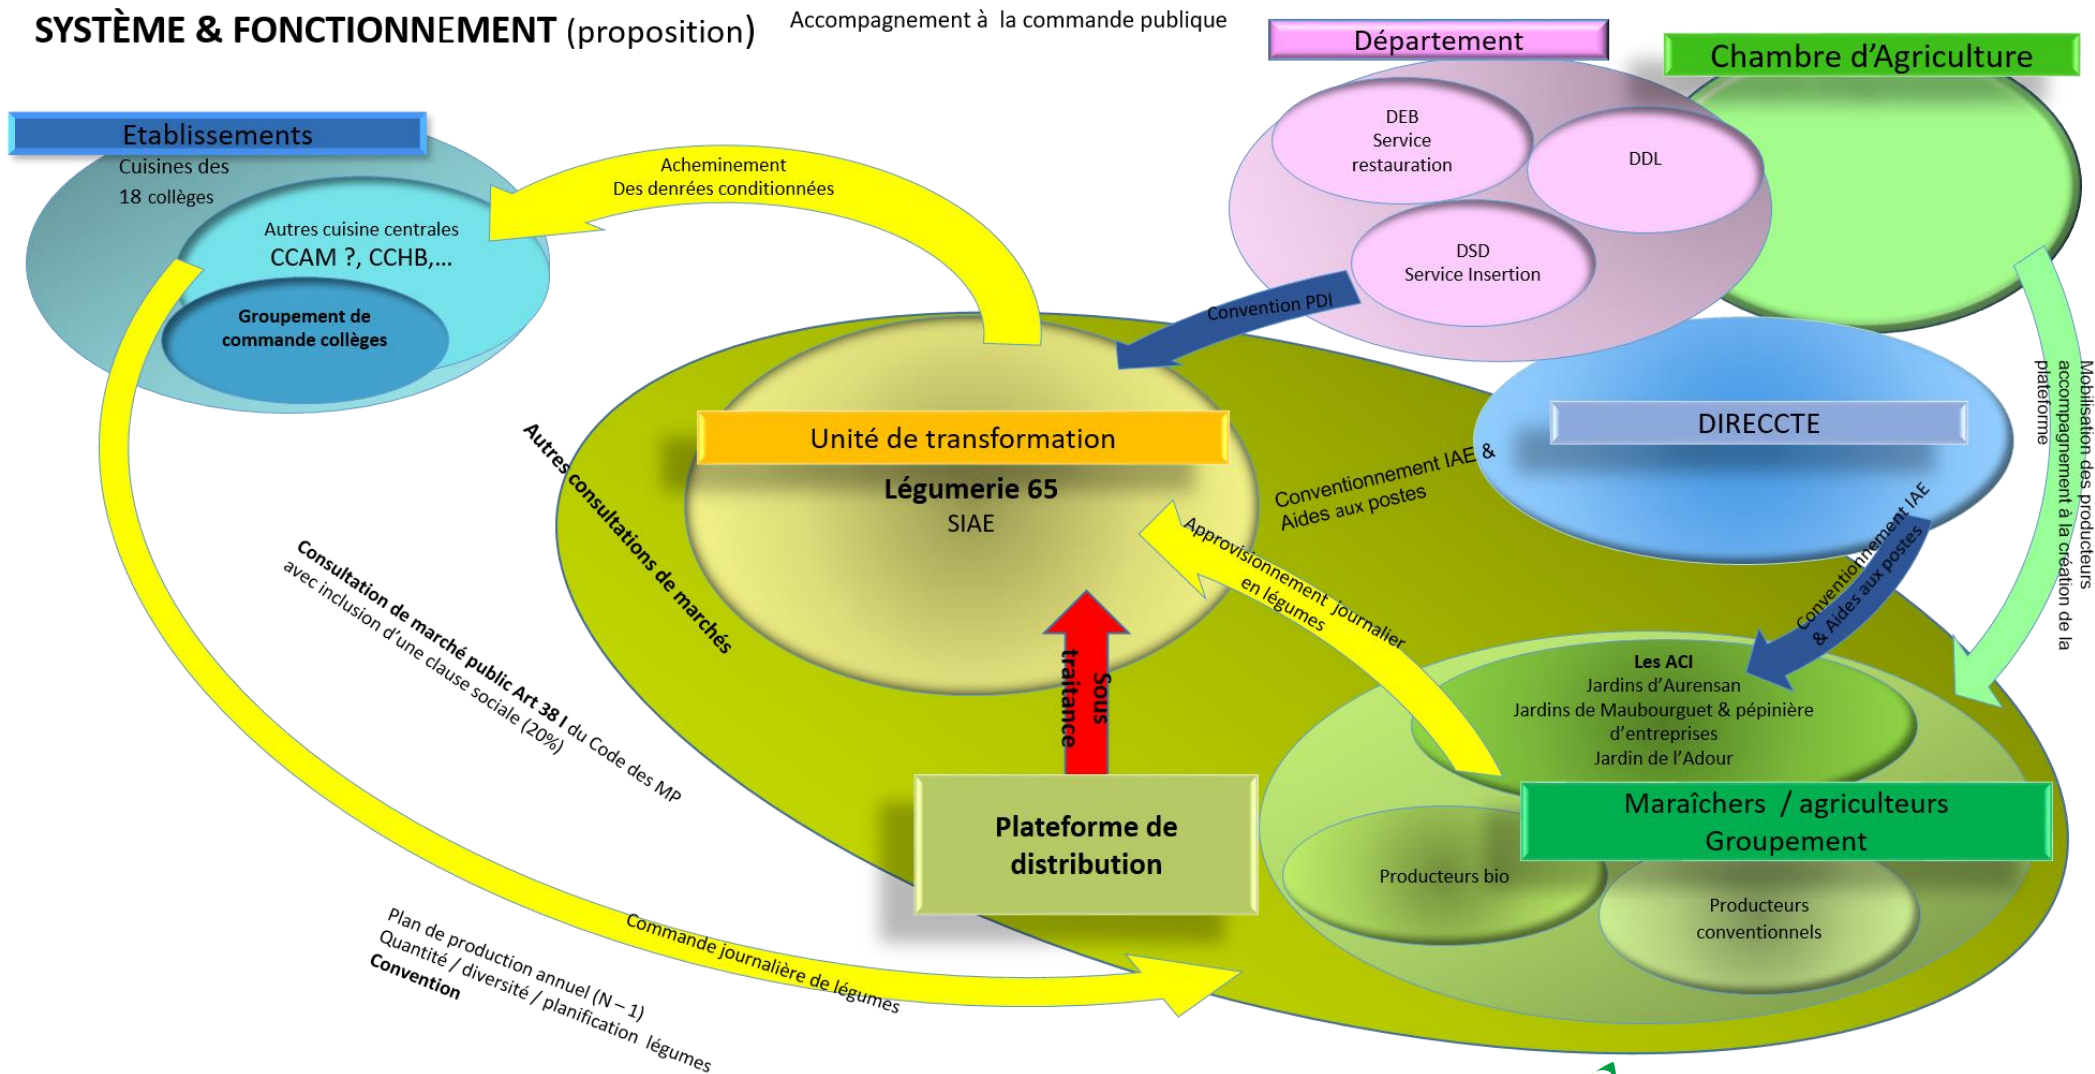 SYSTÈME & FONCTIONNEMENT (proposition)
Accompagnement à la commande publique
Département
Chambre d'Agriculture
Etablissements
Cuisines des
18 collèges
Autres cuisine centrales
CCAM ?, CCHB,...
Groupement de
commande collèges
Acheminement
Des denrées conditionnées
DEB
Service
restauration
DDL
DSD
Service Insertion
Convention PDI
DIRECCTE
Mobilisation des producteurs
accompagnement à la création de la
plateforme
Unité de transformation
Légumerie 65
SIAE
Autres consultations de marchés
Conventionnement IAE &
Aides aux postes
Conventionnement IAE
& Aides aux postes
Approvisionnement journalier
en légumes
Consultation de marché public Art 38 I du Code des MP
avec inclusion d'une clause sociale (20%)
Sous
traitance
Les ACI
Jardins d'Aurensan
Jardins de Maubourguet & pépinière
d'entreprises
Jardin de l'Adour
Plateforme de
distribution
Maraîchers / agriculteurs
Groupement
Producteurs bio
Producteurs
conventionnels
Commande journalière de légumes
Plan de production annuel (N – 1)
Quantité / diversité / planification légumes
Convention